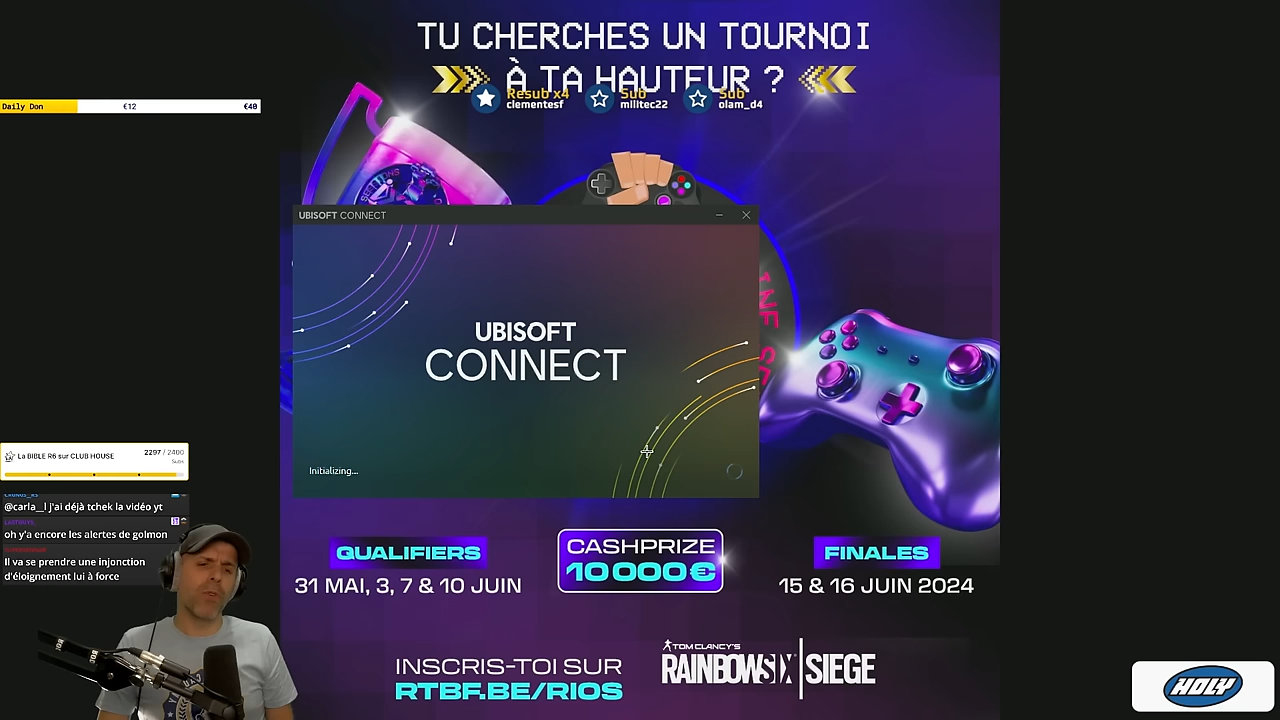 TU CHERCHES UN TOURNOI
À TA HAUTEUR ?
Resub x4
clementesf
Sub
militec22
Sub
olam_d4
Daily Don
€12
€40
UBISOFT CONNECT
UBISOFT
CONNECT
Initializing...
La BIBLE R6 sur CLUB HOUSE
2297 / 2400
Subs
@carla__l j'ai déjà tchek la vidéo yt
oh y'a encore les alertes de golmon
Il va se prendre une injonction
d'éloignement lui à force
QUALIFIERS
31 MAI, 3, 7 & 10 JUIN
CASHPRIZE
10 000€
FINALES
15 & 16 JUIN 2024
INSCRIS-TOI SUR
RTBF.BE/RIOS
TOM CLANCY'S
RAINBOW SIX | SIEGE
HOLY